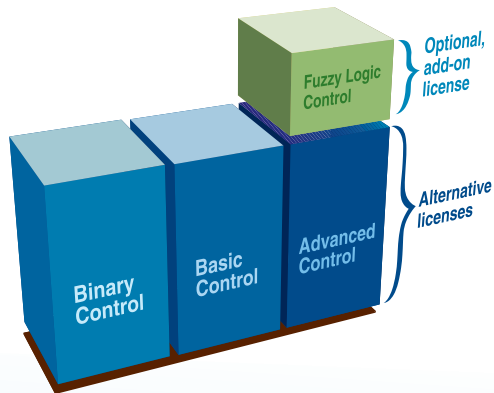 Optional,
add-on
license
Fuzzy Logic
Control
Alternative
licenses
Binary
Control
Basic
Control
Advanced
Control